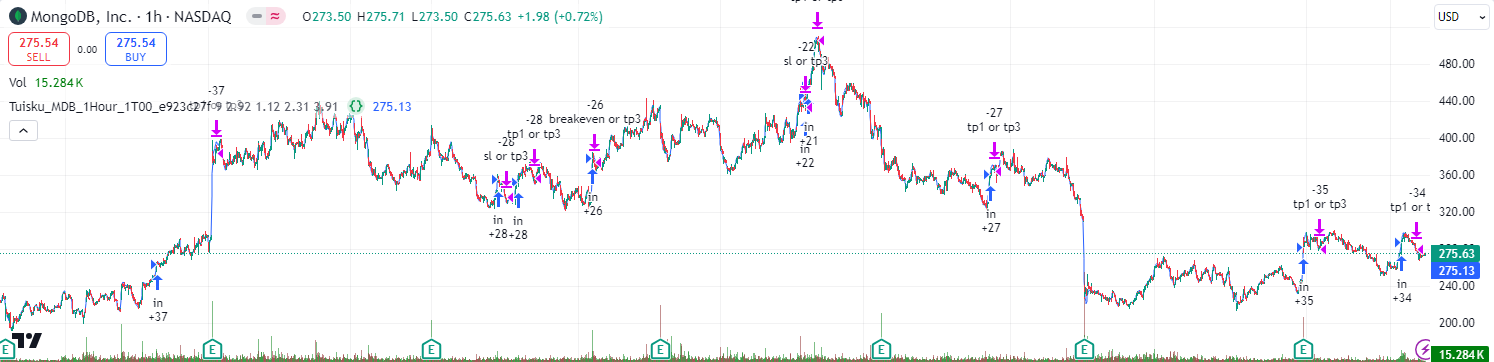 MongoDB, Inc. · 1h · NASDAQ
O273.50 H275.71 L273.50 C275.63 +1.98 (+0.72%)
USD
275.54
SELL
0.00
275.54
BUY
Vol 15.284 K
Tuisku_MDB_1Hour_1T00_e923c27f
2.92 1.12 2.31 3.91
275.13
-37
in
+37
-28
sl or tp3
in
+28
-28
tp1 or tp3
in
+28
-26
breakeven or tp3
in
+26
-22
sl or tp3
in
+21
in
+22
-27
tp1 or tp3
in
+27
-35
tp1 or tp3
in
+35
-34
tp1 or t
in
+34
480.00
440.00
400.00
360.00
320.00
275.63
275.13
240.00
200.00
15.284 K
E
E
E
E
E
E
E